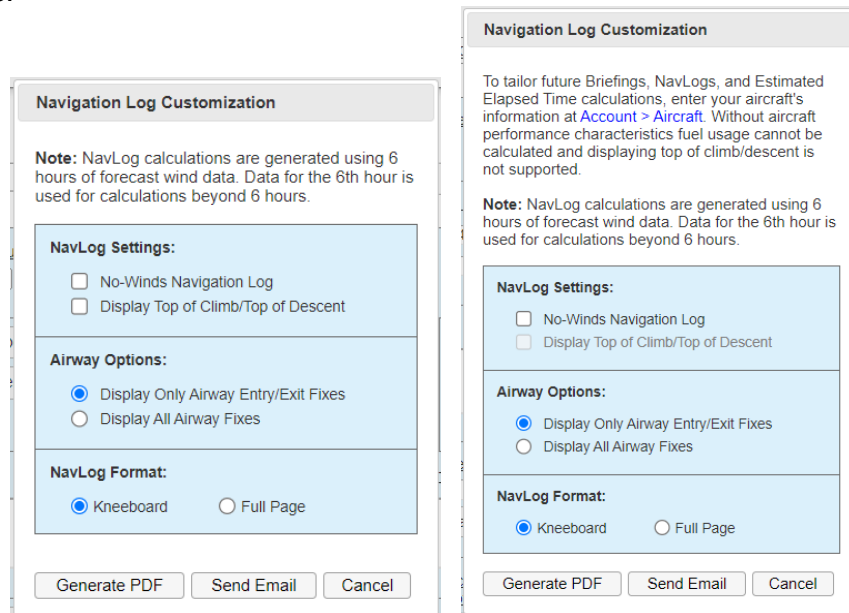 Navigation Log Customization
Note: NavLog calculations are generated using 6
hours of forecast wind data. Data for the 6th hour is
used for calculations beyond 6 hours.
NavLog Settings:
No-Winds Navigation Log
Display Top of Climb/Top of Descent
Airway Options:
Display Only Airway Entry/Exit Fixes
Display All Airway Fixes
NavLog Format:
Kneeboard Full Page
Generate PDF Send Email Cancel
Navigation Log Customization
To tailor future Briefings, NavLogs, and Estimated
Elapsed Time calculations, enter your aircraft's
information at Account > Aircraft. Without aircraft
performance characteristics fuel usage cannot be
calculated and displaying top of climb/descent is
not supported.
Note: NavLog calculations are generated using 6
hours of forecast wind data. Data for the 6th hour is
used for calculations beyond 6 hours.
NavLog Settings:
No-Winds Navigation Log
Display Top of Climb/Top of Descent
Airway Options:
Display Only Airway Entry/Exit Fixes
Display All Airway Fixes
NavLog Format:
Kneeboard Full Page
Generate PDF Send Email Cancel